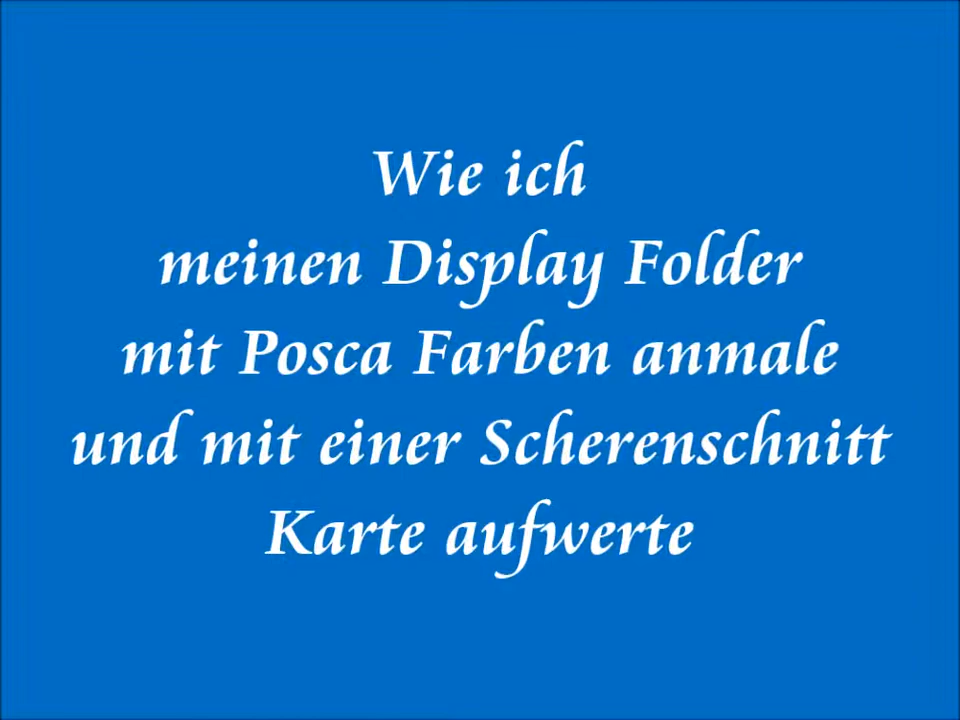 Wie ich
meinen Display Folder
mit Posca Farben anmale
und mit einer Scherenschnitt
Karte aufwerte